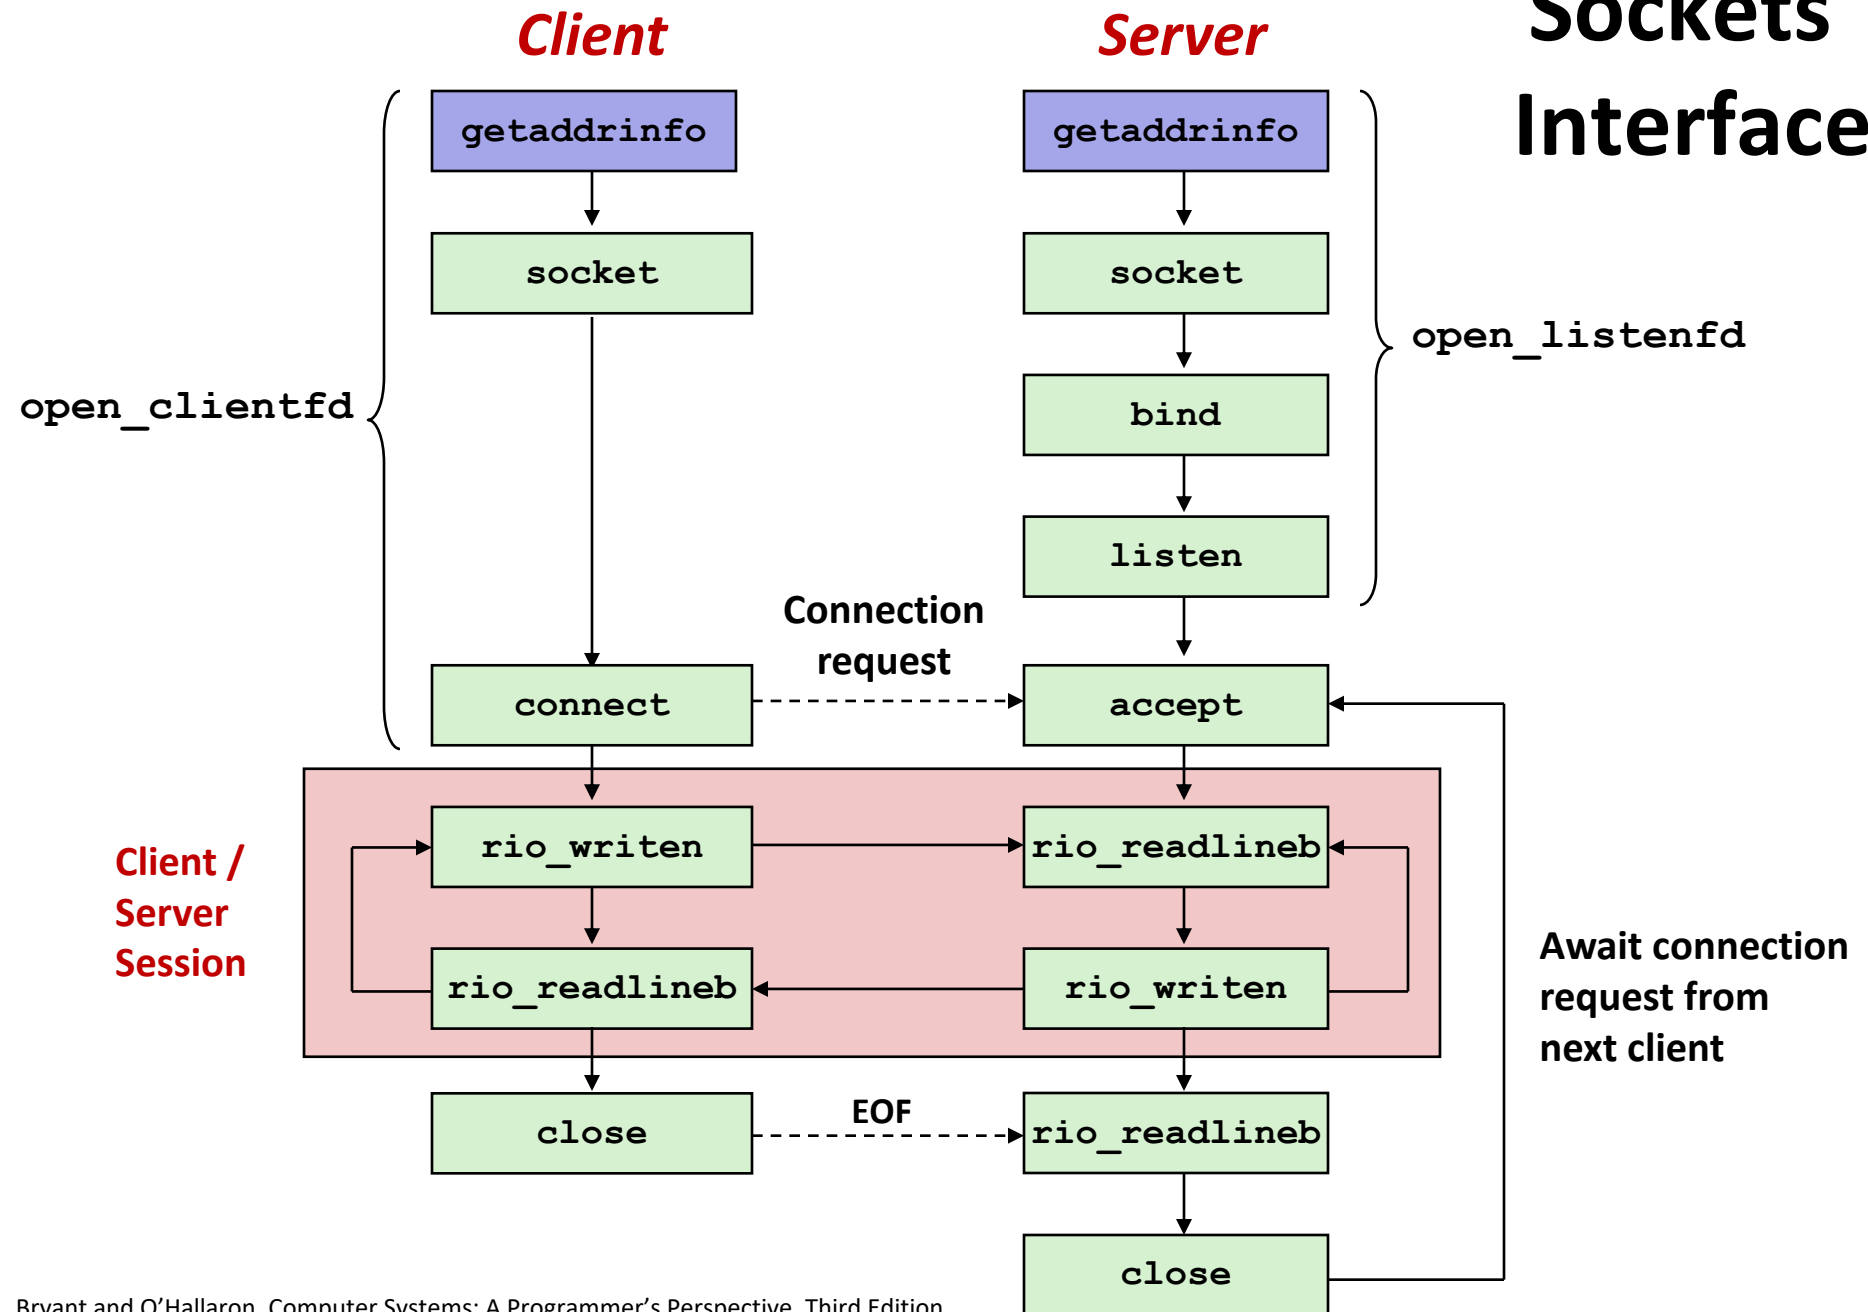 Client
Server
Sockets
Interface
getaddrinfo
getaddrinfo
socket
socket
open_listenfd
open_clientfd
bind
listen
Connection
request
connect
accept
Client /
Server
Session
rio_writen
rio_readlineb
rio_readlineb
rio_writen
Await connection
request from
next client
close
EOF
rio_readlineb
close
Bryant and O'Hallaron, Computer Systems: A Programmer's Perspective, Third Edition